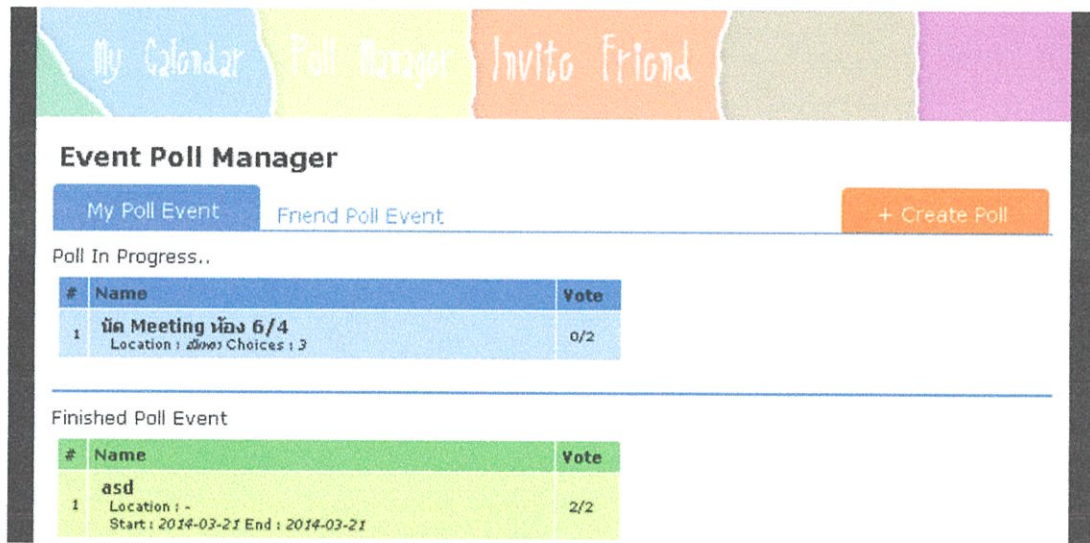 My Calendar Poll Manager Invite Friend
Event Poll Manager
My Poll Event Friend Poll Event + Create Poll
Poll In Progress..
# Name Vote
1 นัด Meeting ห้อง 6/4 0/2
Location : Choices : 3
Finished Poll Event
# Name Vote
asd
1 Location : - 2/2
Start : 2014-03-21 End : 2014-03-21